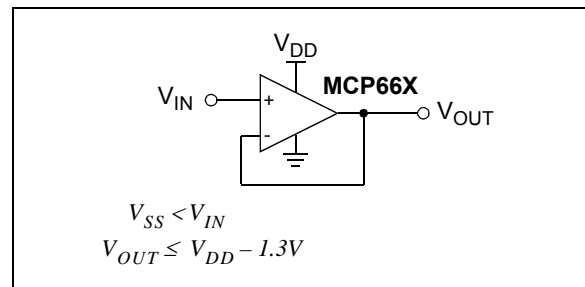 V_DD
MCP66X
V_IN + V_OUT
-
V_SS < V_IN
V_OUT ≤ V_DD – 1.3V